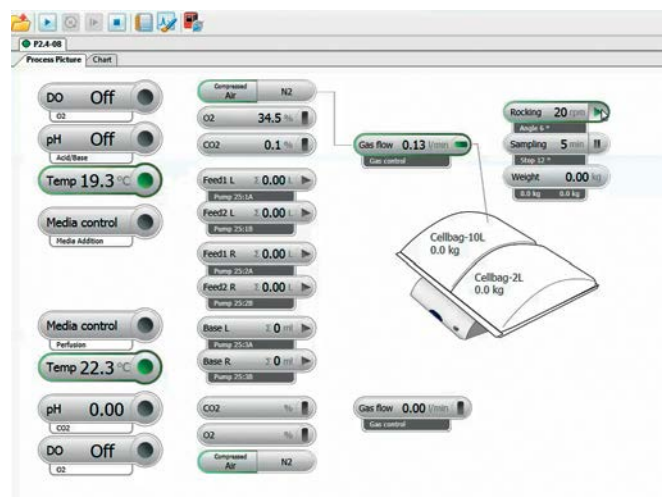 P2.4-08
Process Picture Chart
DO Off
O2
pH Off
Acid/Base
Temp 19.3 °C
Media control
Media Addition
Media control
Perfusion
Temp 22.3 °C
pH 0.00
CO2
DO Off
O2
Compressed Air N2
O2 34.5 %
CO2 0.1 %
Feed1 L Σ 0.00 L
Pump 25:1A
Feed2 L Σ 0.00 L
Pump 25:1B
Feed1 R Σ 0.00 L
Pump 25:2A
Feed2 R Σ 0.00 L
Pump 25:2B
Base L Σ 0 ml
Pump 25:3A
Base R Σ 0 ml
Pump 25:3B
CO2 %
O2 %
Compressed Air N2
Gas flow 0.13 l/min
Gas control
Gas flow 0.00 l/min
Gas control
Rocking 20 rpm
Angle 6 °
Sampling 5 min
Stop 12 °
Weight 0.00 kg
0.0 kg 0.0 kg
Cellbag-10L
0.0 kg
Cellbag-2L
0.0 kg